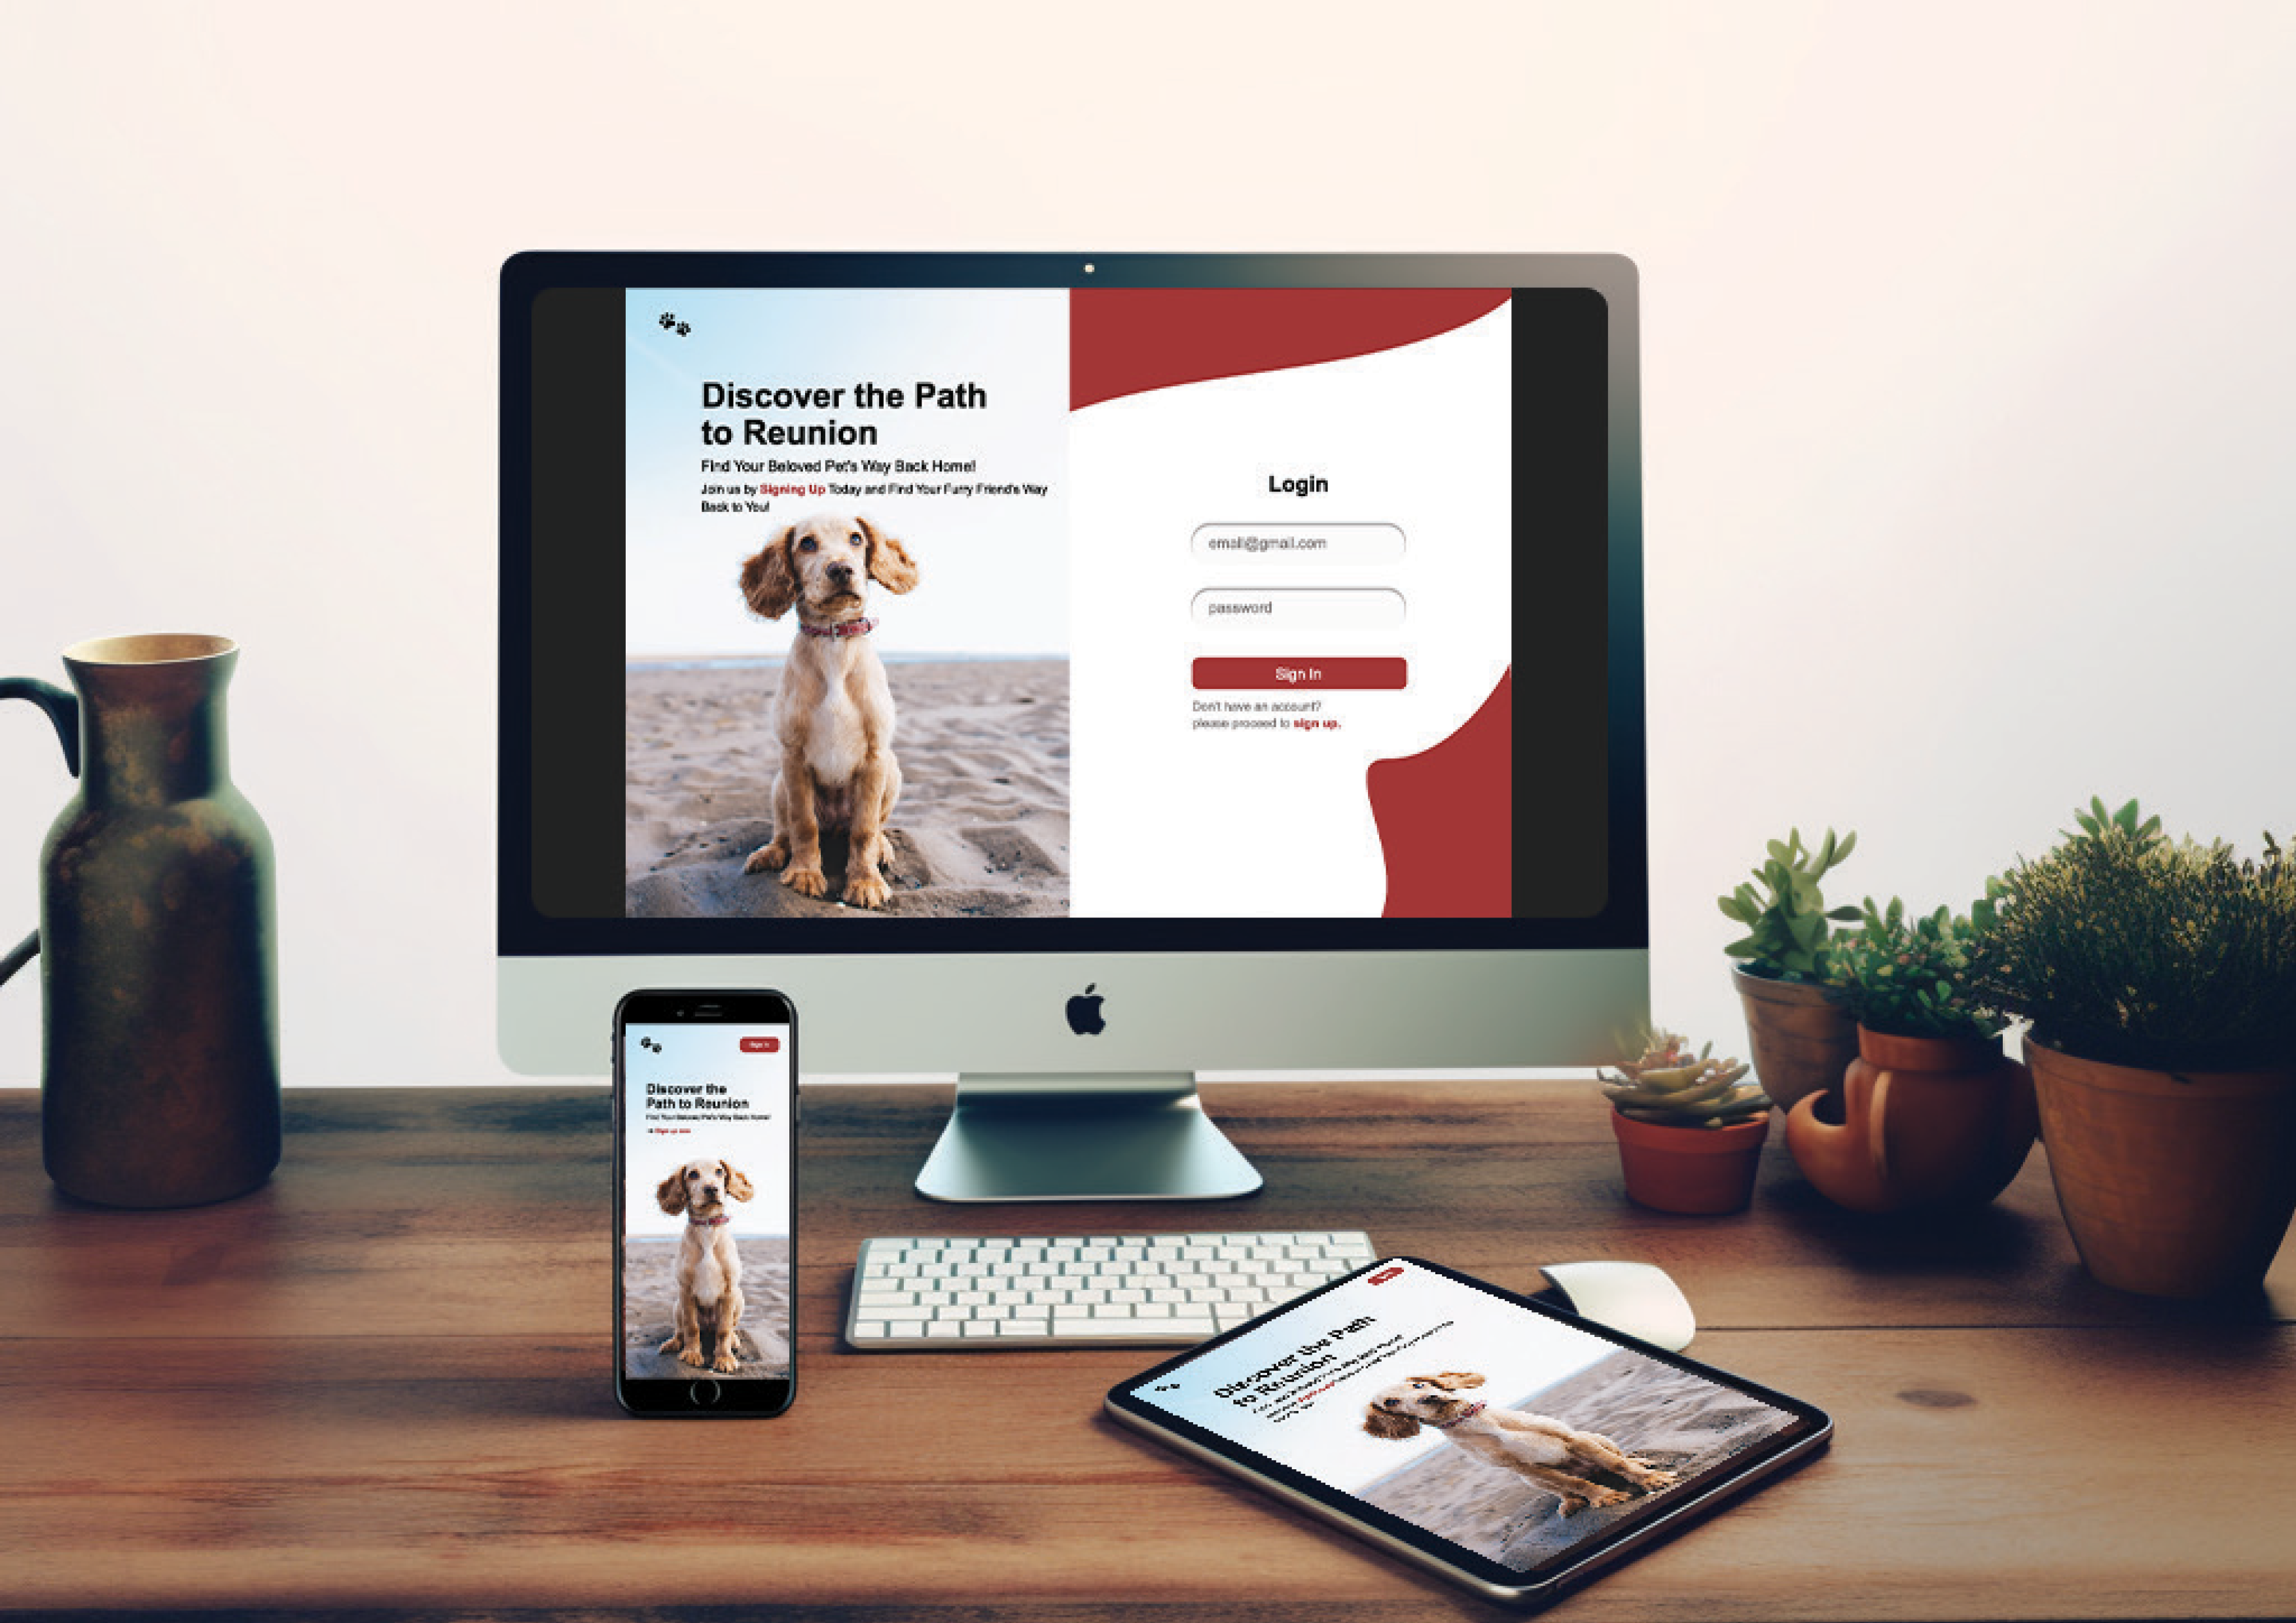 Discover the Path
to Reunion
Find Your Beloved Pet's Way Back Home!
Join us by Signing Up Today and Find Your Furry Friend's Way
Back to You!
Login
email@gmail.com
password
Sign In
Don't have an account?
please proceed to sign up.
Sign In
Discover the
Path to Reunion
Find Your Beloved Pet's Way Back Home!
Sign up
Discover the Path
to Reunion